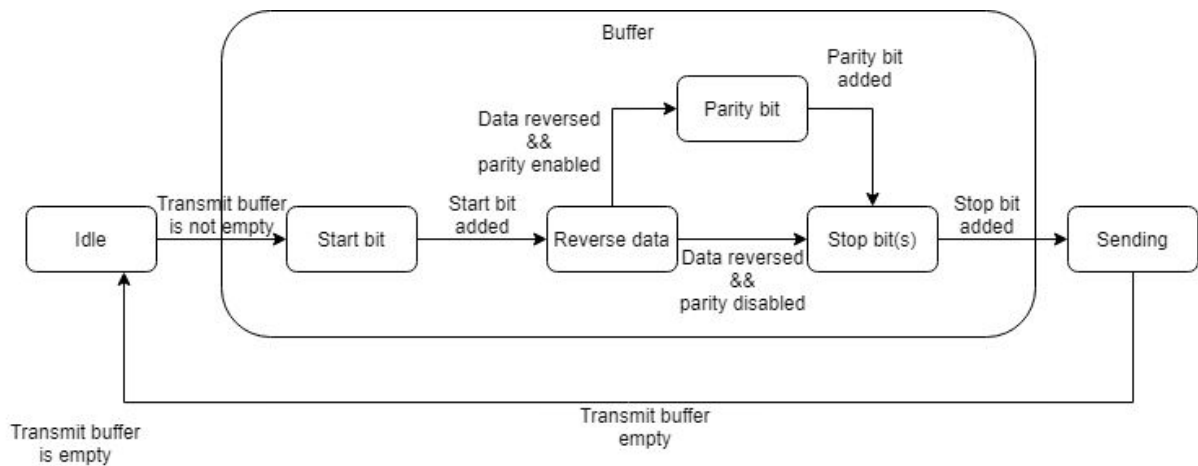 Buffer
Parity bit
added
Parity bit
Data reversed
&&
parity enabled
Transmit buffer
is not empty
Start bit
added
Stop bit
added
Idle
Start bit
Reverse data
Stop bit(s)
Sending
Data reversed
&&
parity disabled
Transmit buffer
empty
Transmit buffer
is empty